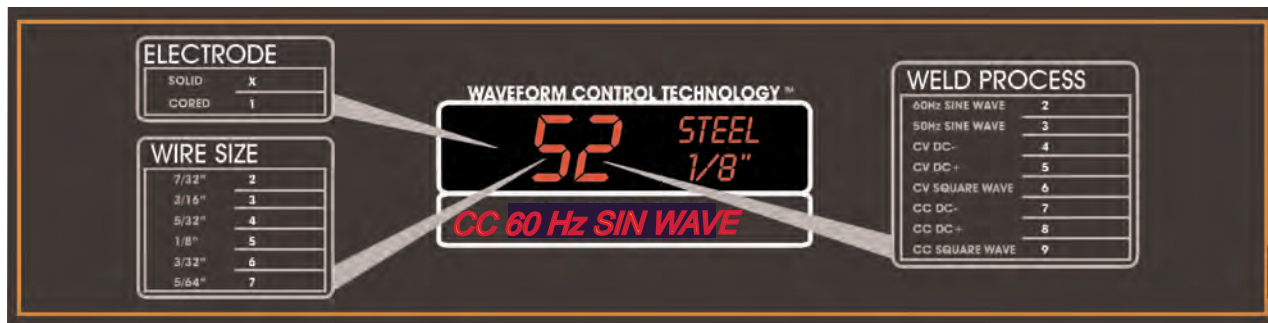 ELECTRODE
SOLID X
CORED 1
WIRE SIZE
7/32" 2
3/16" 3
5/32" 4
1/8" 5
3/32" 6
5/64" 7
WAVEFORM CONTROL TECHNOLOGY ™
52
STEEL
1/8"
CC 60 Hz SIN WAVE
WELD PROCESS
60Hz SINE WAVE 2
50Hz SINE WAVE 3
CV DC- 4
CV DC+ 5
CV SQUARE WAVE 6
CC DC- 7
CC DC+ 8
CC SQUARE WAVE 9